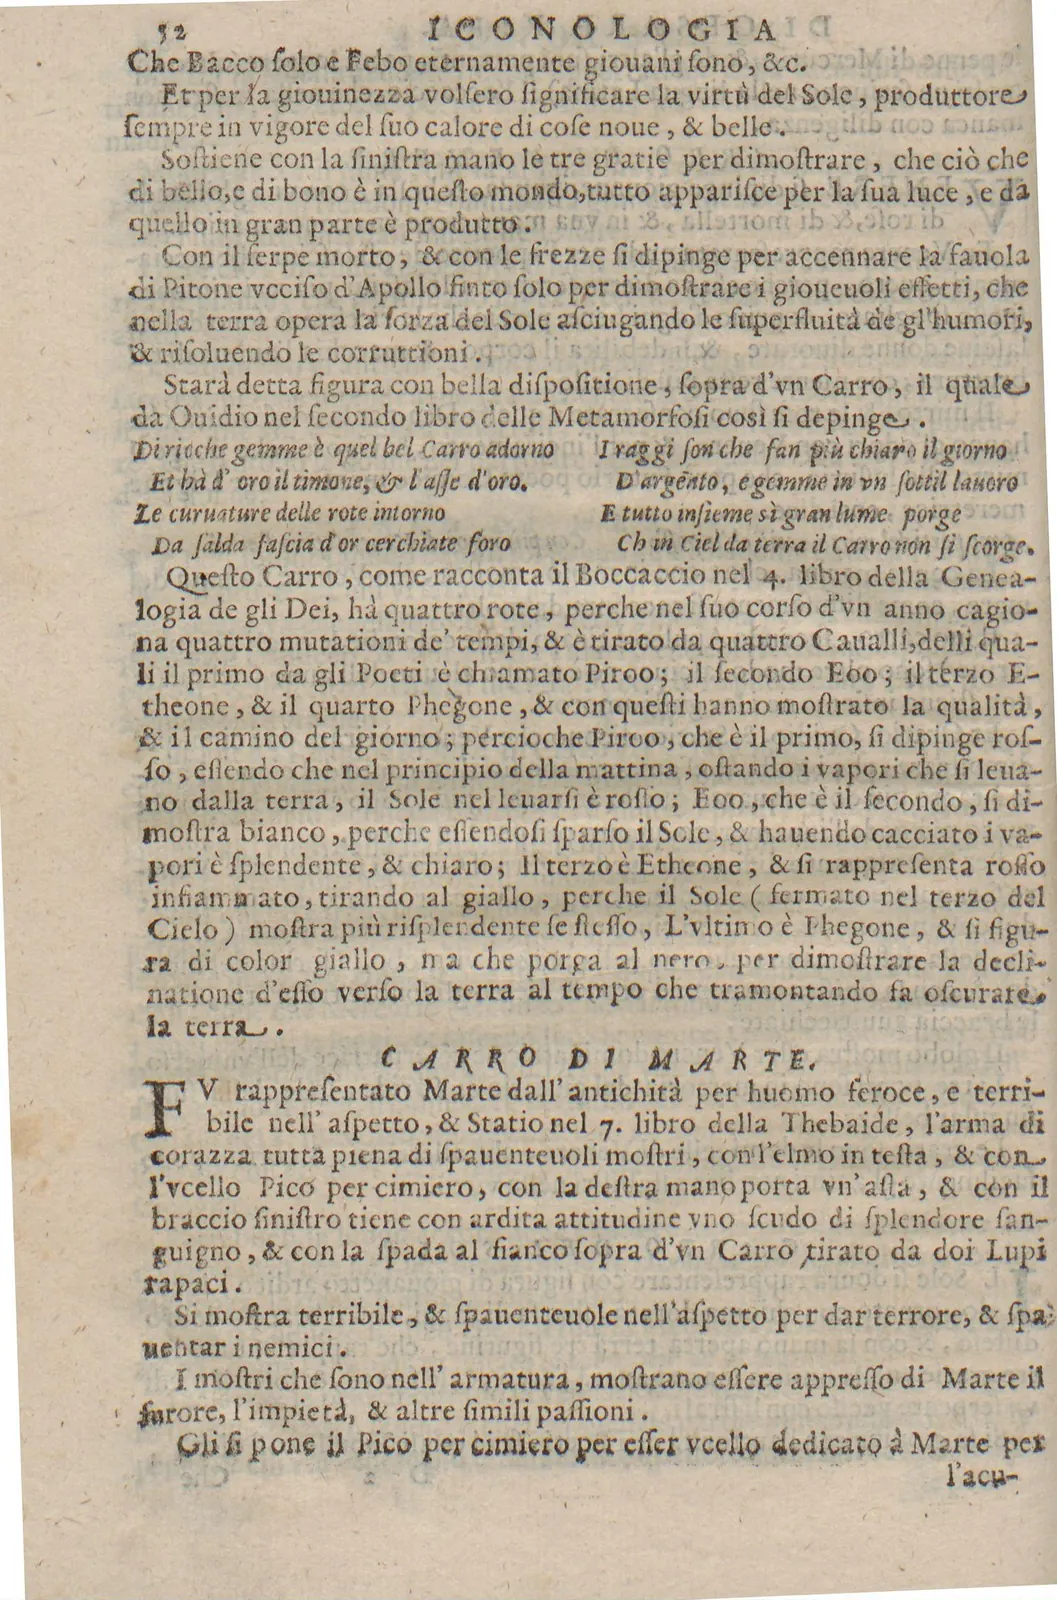 52 ICONOLOGIA
Che Bacco ſolo e Febo eternamente giouani ſono, &c.
Et per la giouinezza volſero ſignificare la virtù del Sole, produttore
ſempre in vigore del ſuo calore di coſe noue, & belle.
Soſtiene con la ſiniſtra mano le tre gratie per dimoſtrare, che ciò che
di bello, e di bono è in queſto mondo, tutto appariſce per la ſua luce, e da
quello in gran parte è produtto.
Con il ſerpe morto, & con le frezze ſi dipinge per accennare la fauola
di Pitone vcciſo d'Apollo finto ſolo per dimoſtrare i gioueuoli effetti, che
nella terra opera la forza del Sole aſciugando le ſuperfluità de gl'humori,
& riſoluendo le corruttioni.
Starà detta figura con bella diſpoſitione, ſopra d'vn Carro, il quale
da Ouidio nel ſecondo libro delle Metamorfoſi così ſi depinge.
Di ricche gemme è quel bel Carro adorno
Et hà d'oro il timone, & l'aſſe d'oro.
Le curuature delle rote intorno
Da ſalda faſcia d'or cerchiate foro
I raggi ſon che fan più chiaro il giorno
D'argẽto, e gemme in vn ſottil lauoro
E tutto inſieme sì gran lume porge
Ch in Ciel da terra il Carro non ſi ſcorge.
Queſto Carro, come racconta il Boccaccio nel 4. libro della Genea-
logia de gli Dei, hà quattro rote, perche nel ſuo corſo d'vn anno cagio-
na quattro mutationi de' tempi, & è tirato da quattro Caualli, delli qua-
li il primo da gli Poeti è chiamato Piroo; il ſecondo Eoo; il terzo E-
theone, & il quarto Phegone, & con queſti hanno moſtrato la qualità,
& il camino del giorno; percioche Piroo, che è il primo, ſi dipinge roſ-
ſo, eſſendo che nel principio della mattina, oſtando i vapori che ſi leua-
no dalla terra, il Sole nel leuarſi è roſſo; Eoo, che è il ſecondo, ſi di-
moſtra bianco, perche eſſendoſi ſparſo il Sole, & hauendo cacciato i va-
pori è ſplendente, & chiaro; Il terzo è Etheone, & ſi rappreſenta roſſo
infiammato, tirando al giallo, perche il Sole (fermato nel terzo del
Cielo) moſtra più riſplendente ſe ſteſſo, L'vltimo è Phegone, & ſi figu-
ra di color giallo, ma che porga al nero, per dimoſtrare la decli-
natione d'eſſo verſo la terra al tempo che tramontando fa oſcurare
la terra.
CARRO DI MARTE.
FV rappreſentato Marte dall'antichità per huomo feroce, e terri-
bile nell'aſpetto, & Statio nel 7. libro della Thebaide, l'arma di
corazza tutta piena di ſpauenteuoli moſtri, con l'elmo in teſta, & con
l'vcello Pico per cimiero, con la deſtra mano porta vn'aſta, & con il
braccio ſiniſtro tiene con ardita attitudine vno ſcudo di ſplendore ſan-
guigno, & con la ſpada al fianco ſopra d'vn Carro tirato da doi Lupi
rapaci.
Si moſtra terribile, & ſpauenteuole nell'aſpetto per dar terrore, & ſpa-
uentar i nemici.
I moſtri che ſono nell'armatura, moſtrano eſſere appreſſo di Marte il
furore, l'impietà, & altre ſimili paſſioni.
Gli ſi pone il Pico per cimiero per eſſer vcello dedicato à Marte per
l'acu-